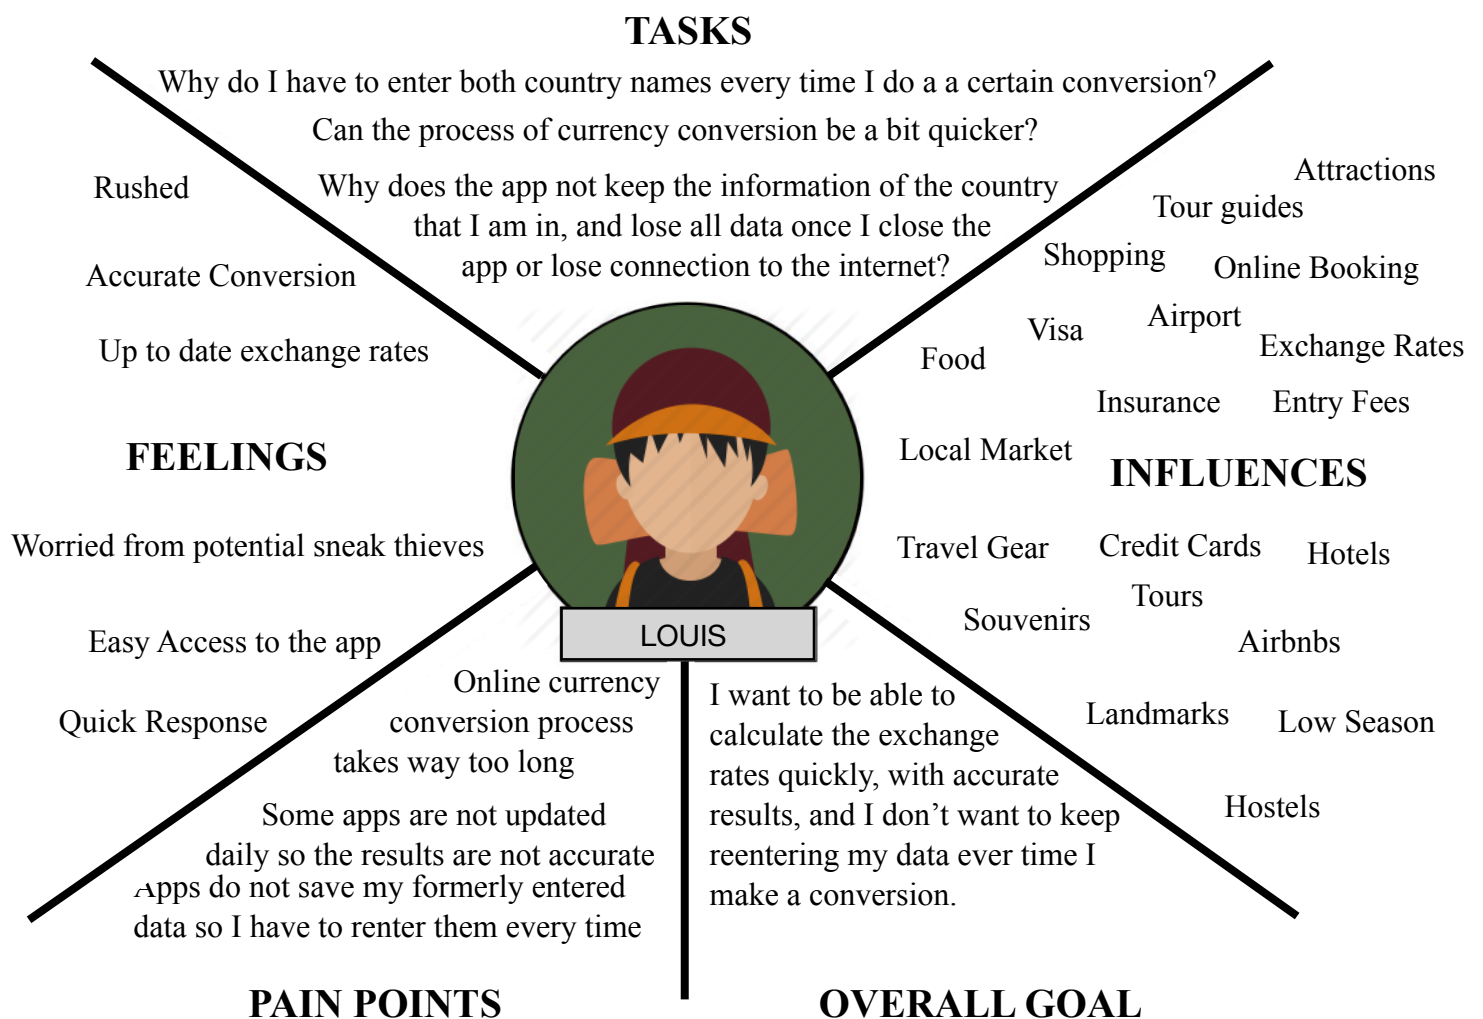 TASKS
Why do I have to enter both country names every time I do a a certain conversion?
Can the process of currency conversion be a bit quicker?
Why does the app not keep the information of the country
that I am in, and lose all data once I close the
app or lose connection to the internet?
Rushed
Accurate Conversion
Up to date exchange rates
FEELINGS
Worried from potential sneak thieves
Easy Access to the app
Quick Response
Attractions
Tour guides
Shopping
Online Booking
Visa
Airport
Food
Exchange Rates
Insurance
Entry Fees
Local Market
INFLUENCES
Travel Gear
Credit Cards
Hotels
Tours
Souvenirs
Airbnbs
Landmarks
Low Season
Hostels
LOUIS
Online currency
conversion process
takes way too long
Some apps are not updated
daily so the results are not accurate
Apps do not save my formerly entered
data so I have to renter them every time
PAIN POINTS
I want to be able to
calculate the exchange
rates quickly, with accurate
results, and I don’t want to keep
reentering my data ever time I
make a conversion.
OVERALL GOAL